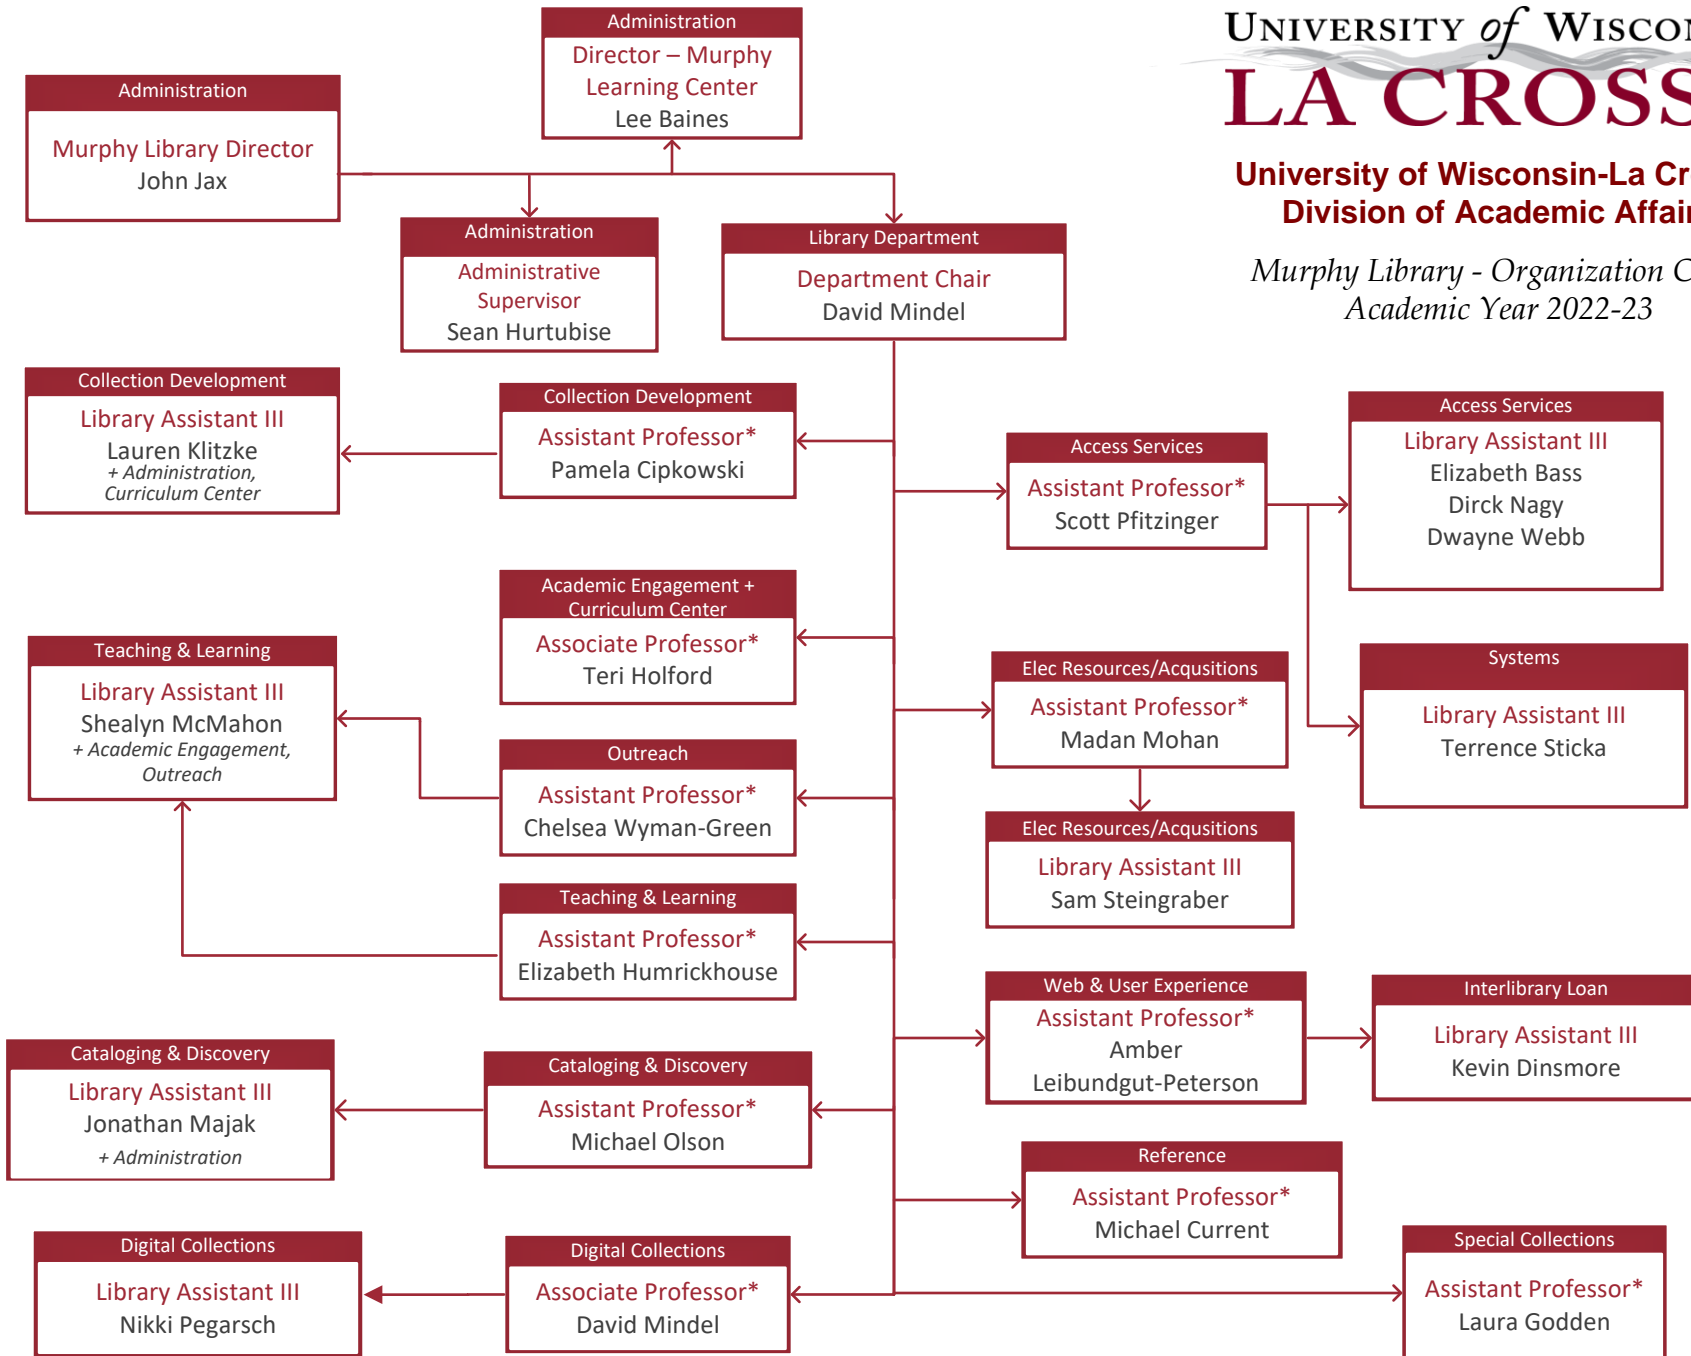 Administration
Director – Murphy
Learning Center
Lee Baines
UNIVERSITY of
LA CROSS
University of Wisconsin-La
Division of Academic
Murphy Library - Organization
Academic Year 2022-23
Administration
Murphy Library Director
John Jax
Administration
Administrative
Supervisor
Sean Hurtubise
Library Department
Department Chair
David Mindel
Collection Development
Library Assistant III
Lauren Klitzke
+ Administration,
Curriculum Center
Collection Development
Assistant Professor*
Pamela Cipkowski
Access Services
Assistant Professor*
Scott Pfitzinger
Access Services
Library Assistant III
Elizabeth Bass
Dirck Nagy
Dwayne Webb
Academic Engagement +
Curriculum Center
Associate Professor*
Teri Holford
Teaching & Learning
Library Assistant III
Shealyn McMahon
+ Academic Engagement,
Outreach
Elec Resources/Acqusitions
Assistant Professor*
Madan Mohan
Systems
Library Assistant III
Terrence Sticka
Outreach
Assistant Professor*
Chelsea Wyman-Green
Elec Resources/Acqusitions
Library Assistant III
Sam Steingraber
Teaching & Learning
Assistant Professor*
Elizabeth Humrickhouse
Web & User Experience
Assistant Professor*
Amber
Leibundgut-Peterson
Interlibrary Loan
Library Assistant III
Kevin Dinsmore
Cataloging & Discovery
Library Assistant III
Jonathan Majak
+ Administration
Cataloging & Discovery
Assistant Professor*
Michael Olson
Reference
Assistant Professor*
Michael Current
Digital Collections
Library Assistant III
Nikki Pegarsch
Digital Collections
Associate Professor*
David Mindel
Special Collections
Assistant Professor*
Laura Godden